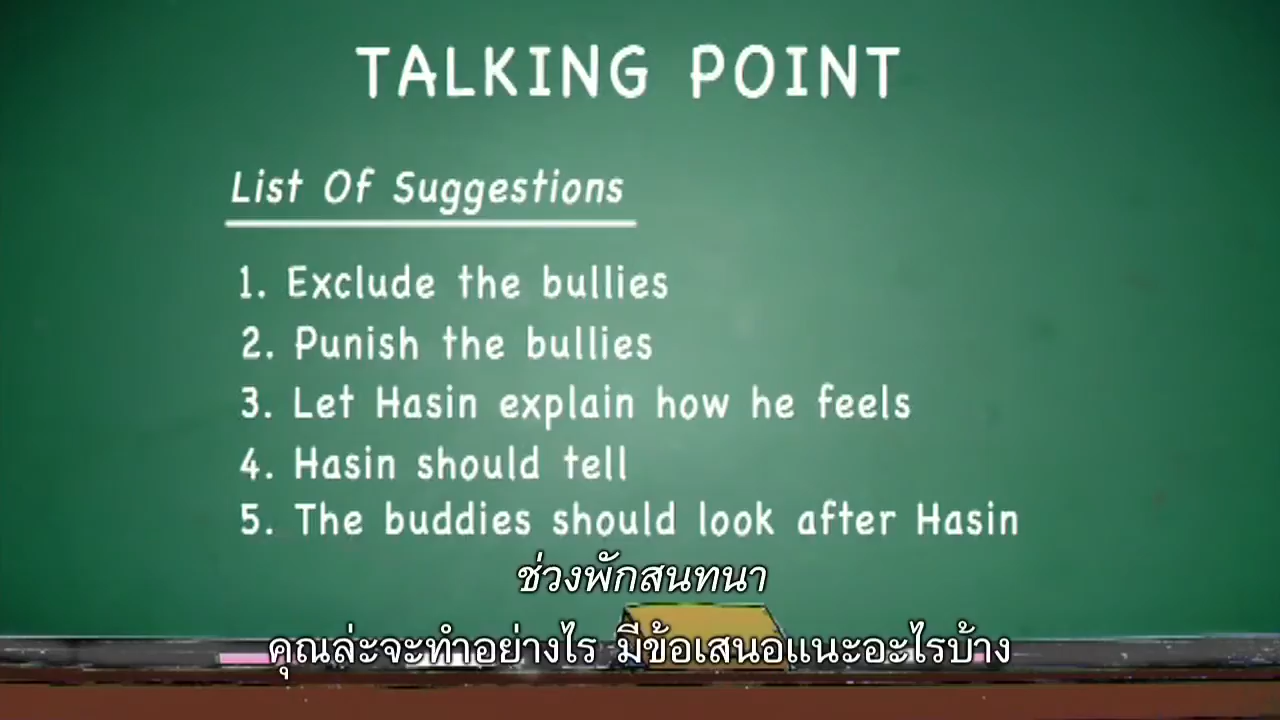 TALKING POINT
List Of Suggestions
1. Exclude the bullies
2. Punish the bullies
3. Let Hasin explain how he feels
4. Hasin should tell
5. The buddies should look after Hasin
ช่วงพักสนทนา
คุณล่ะจะทำอย่างไร มีข้อเสนอแนะอะไรบ้าง